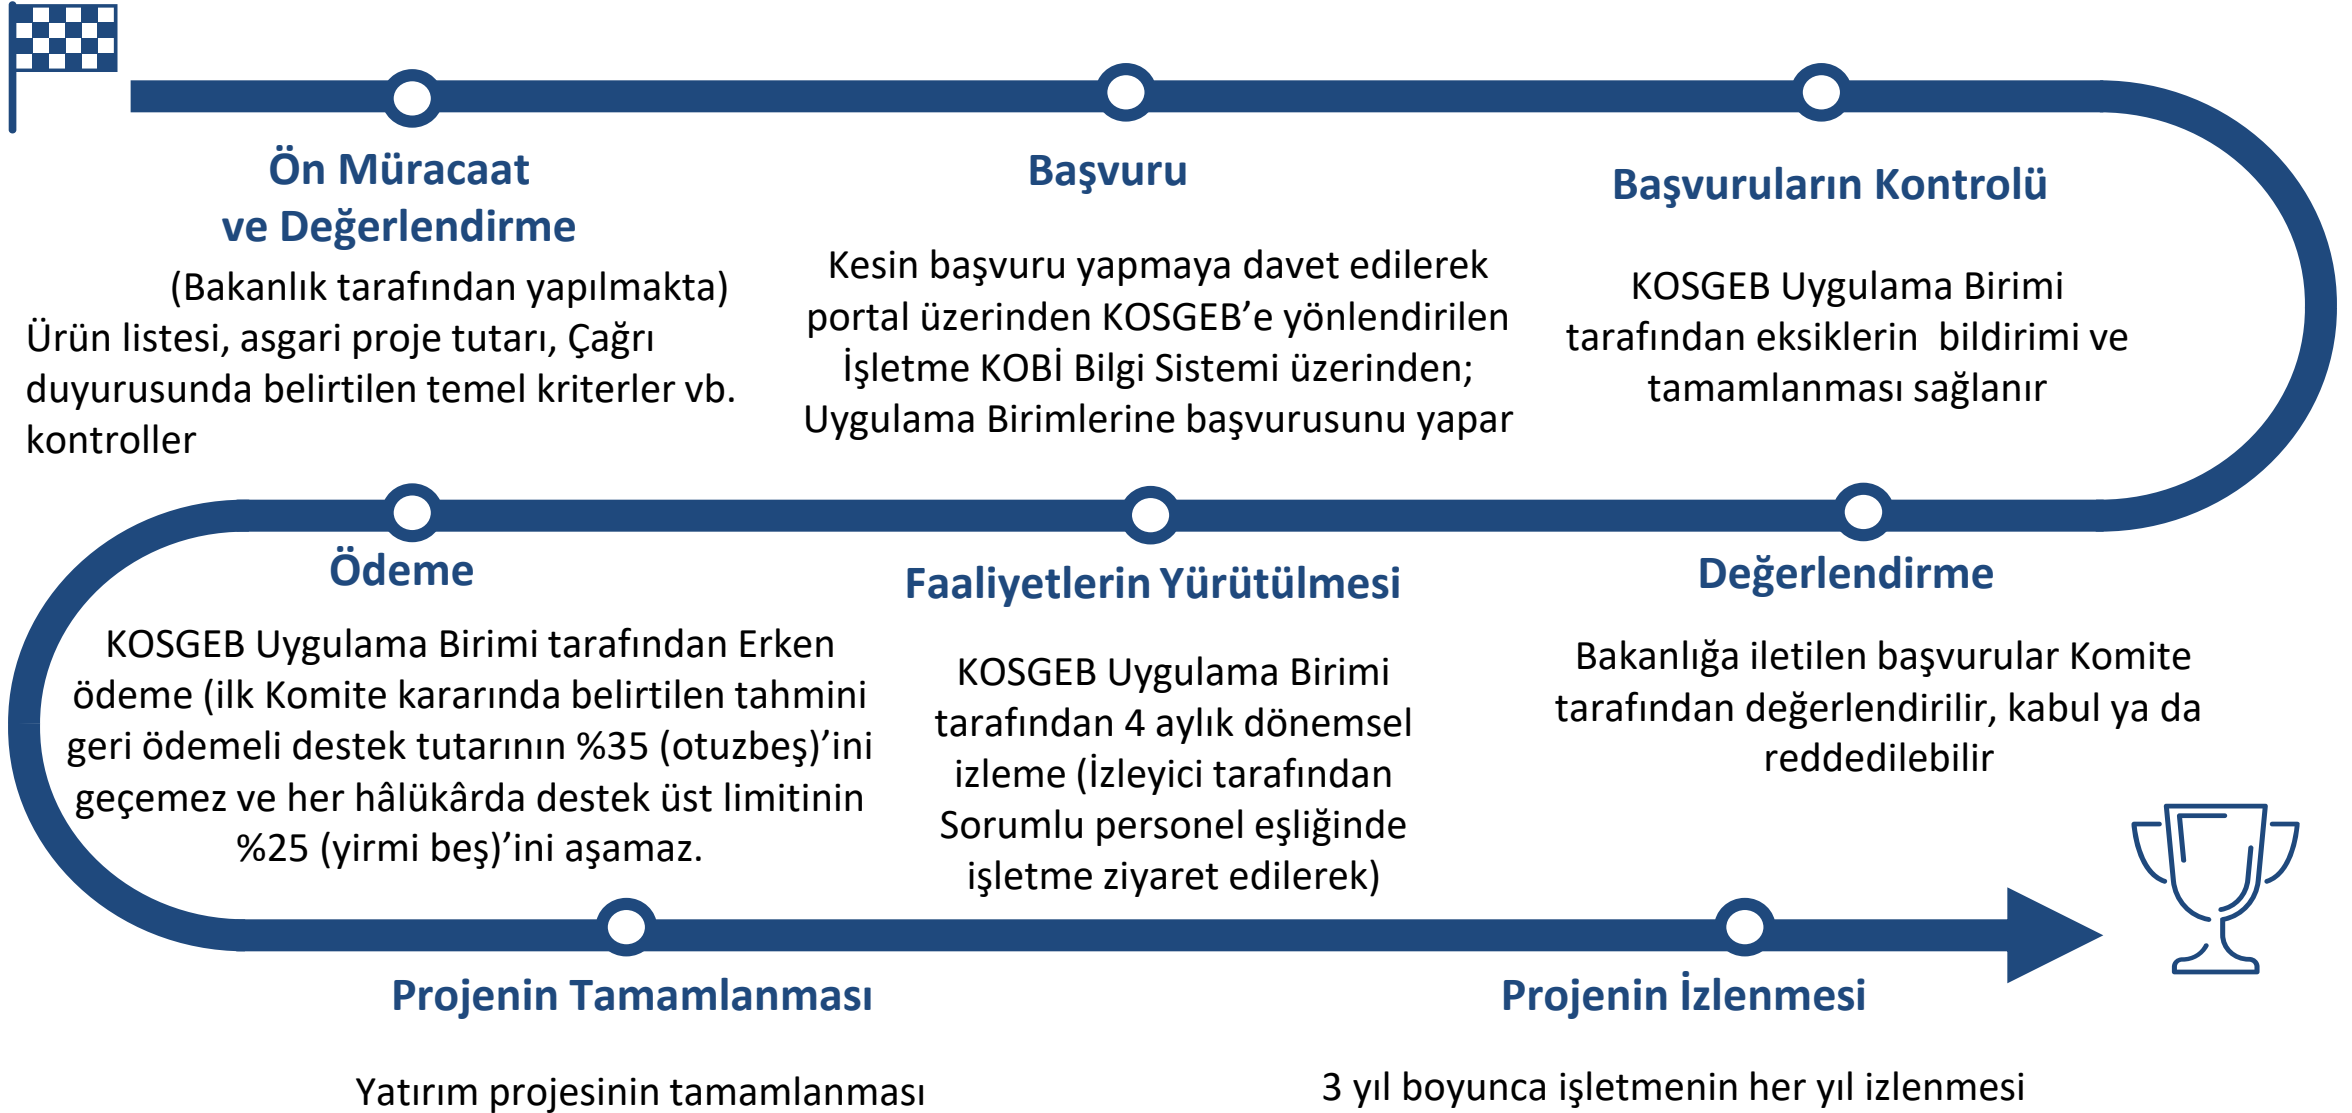 Ön Müracaat
ve Değerlendirme
(Bakanlık tarafından yapılmakta)
Ürün listesi, asgari proje tutarı, Çağrı
duyurusunda belirtilen temel kriterler vb.
kontroller
Başvuru
Kesin başvuru yapmaya davet edilerek
portal üzerinden KOSGEB’e yönlendirilen
İşletme KOBİ Bilgi Sistemi üzerinden;
Uygulama Birimlerine başvurusunu yapar
Başvuruların Kontrolü
KOSGEB Uygulama Birimi
tarafından eksiklerin  bildirimi ve
tamamlanması sağlanır
Değerlendirme
Bakanlığa iletilen başvurular Komite
tarafından değerlendirilir, kabul ya da
reddedilebilir
Faaliyetlerin Yürütülmesi
KOSGEB Uygulama Birimi
tarafından 4 aylık dönemsel
izleme (İzleyici tarafından
Sorumlu personel eşliğinde
işletme ziyaret edilerek)
Ödeme
KOSGEB Uygulama Birimi tarafından Erken
ödeme (ilk Komite kararında belirtilen tahmini
geri ödemeli destek tutarının %35 (otuzbeş)’ini
geçemez ve her hâlükârda destek üst limitinin
%25 (yirmi beş)’ini aşamaz.
Projenin Tamamlanması
Yatırım projesinin tamamlanması
Projenin İzlenmesi
3 yıl boyunca işletmenin her yıl izlenmesi